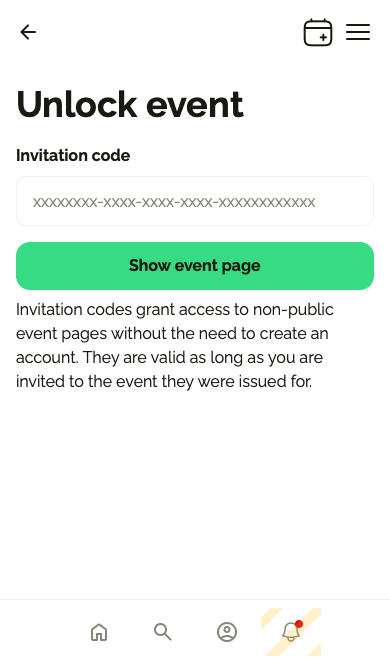 Unlock event
Invitation code
xxxxxxxx-xxxx-xxxx-xxxx-xxxxxxxxxxxx
Show event page
Invitation codes grant access to non-public
event pages without the need to create an
account. They are valid as long as you are
invited to the event they were issued for.